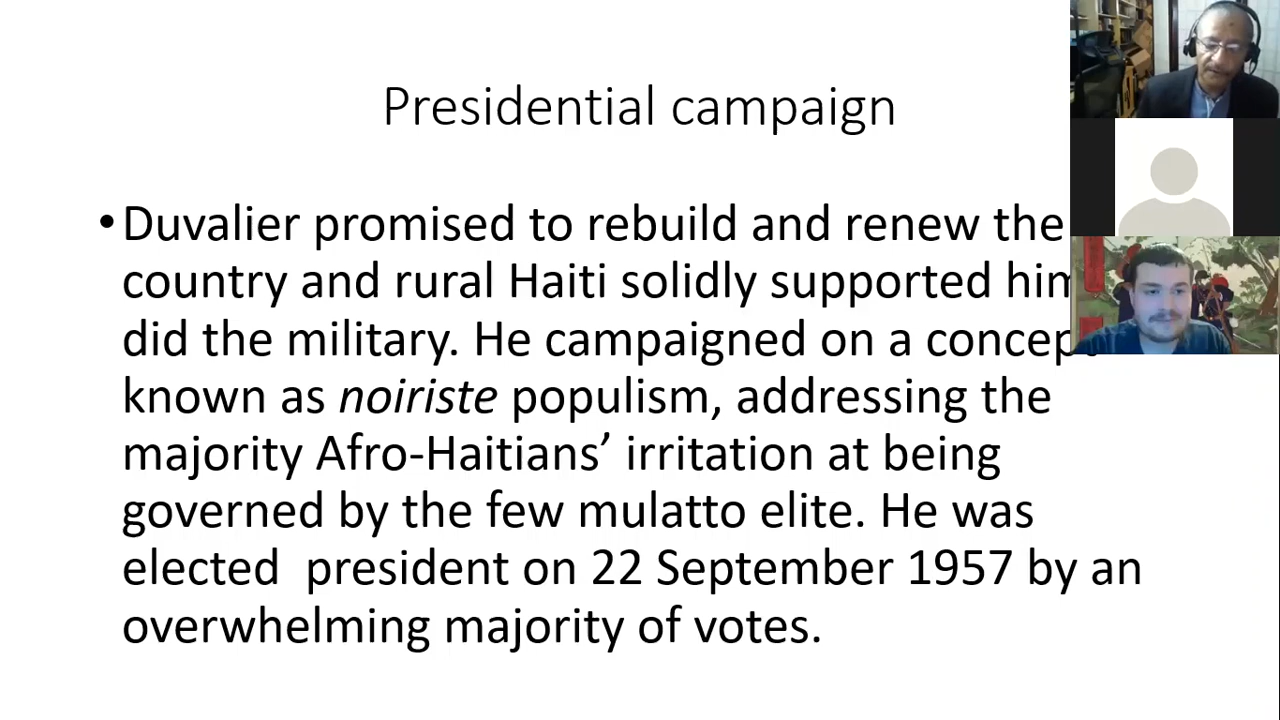 Presidential campaign
• Duvalier promised to rebuild and renew the
country and rural Haiti solidly supported
did the military. He campaigned on a
known as noiriste populism, addressing the
majority Afro-Haitians’ irritation at being
governed by the few mulatto elite. He was
elected  president on 22 September 1957 by an
overwhelming majority of votes.